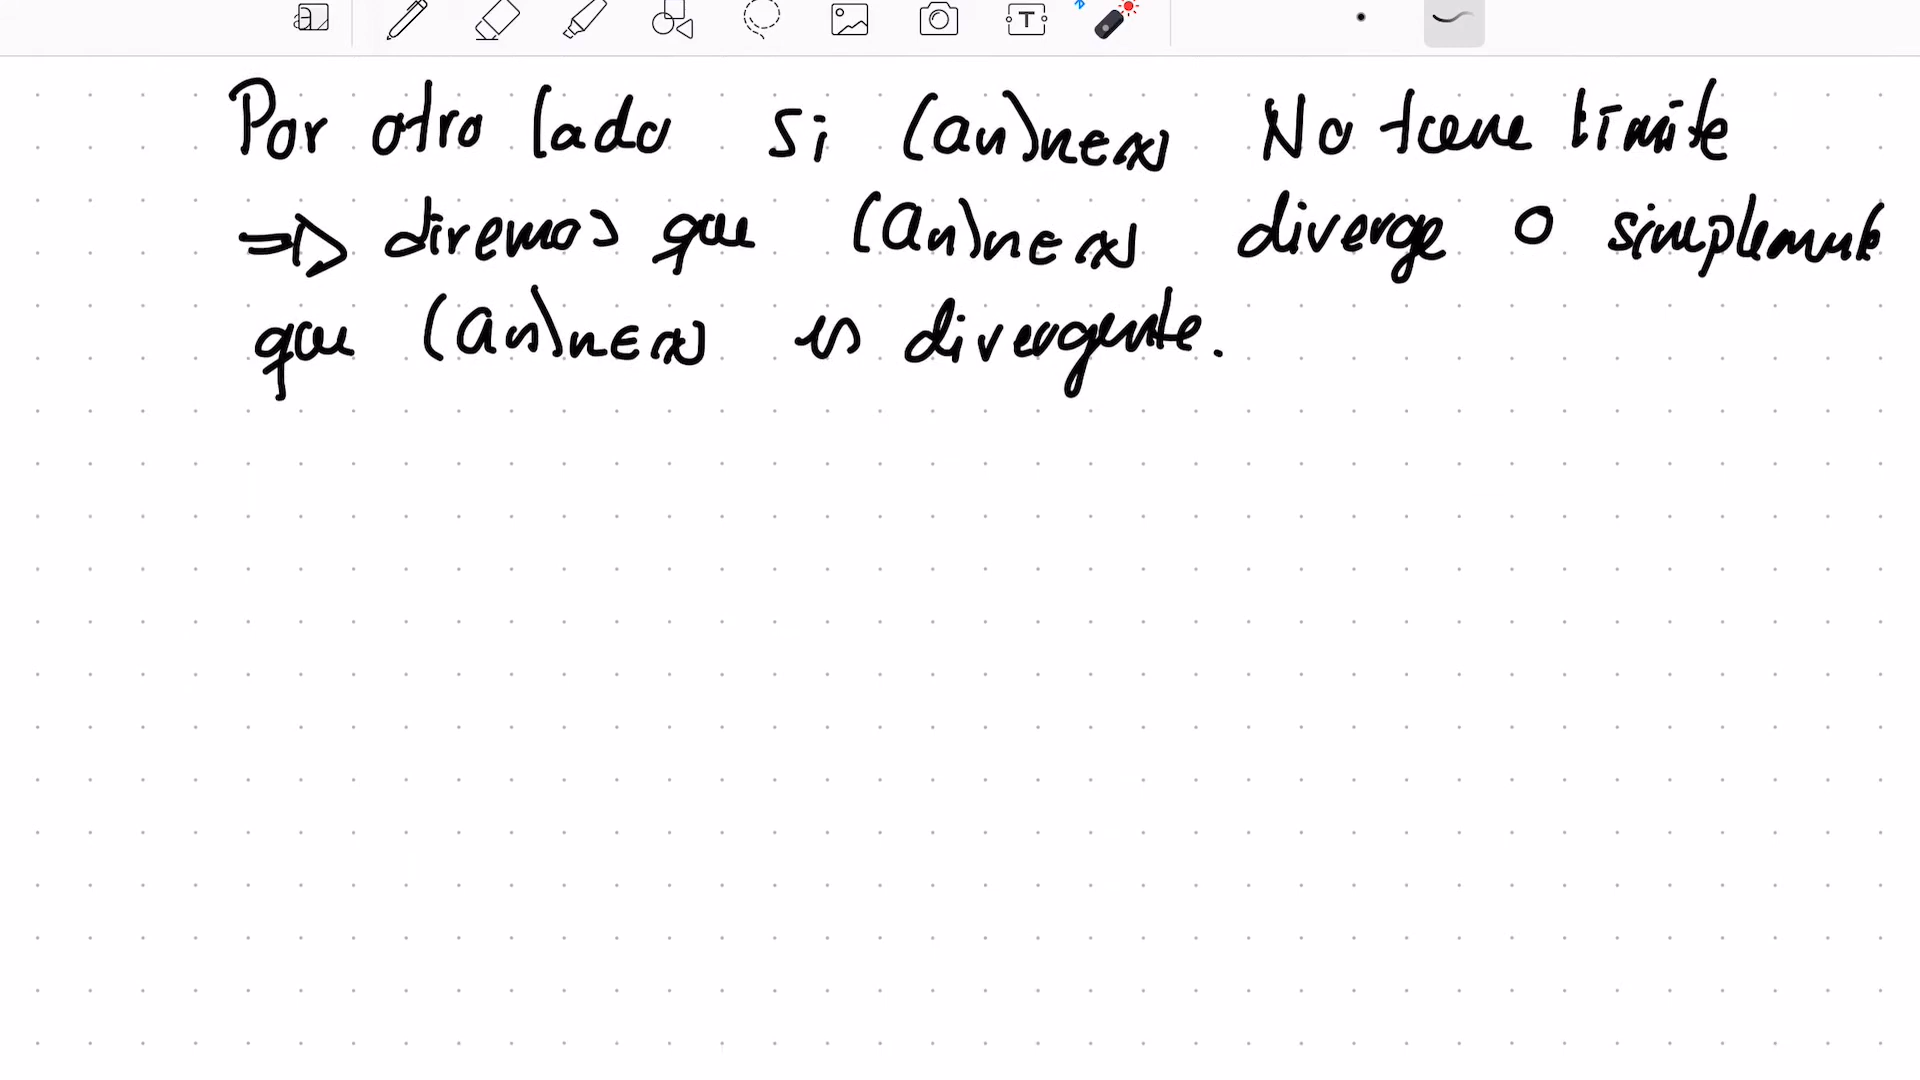 Por otro lado si (an)n∈ℕ No tiene límite
⇒ diremos que (an)n∈ℕ diverge o simplemente
que (an)n∈ℕ es divergente.